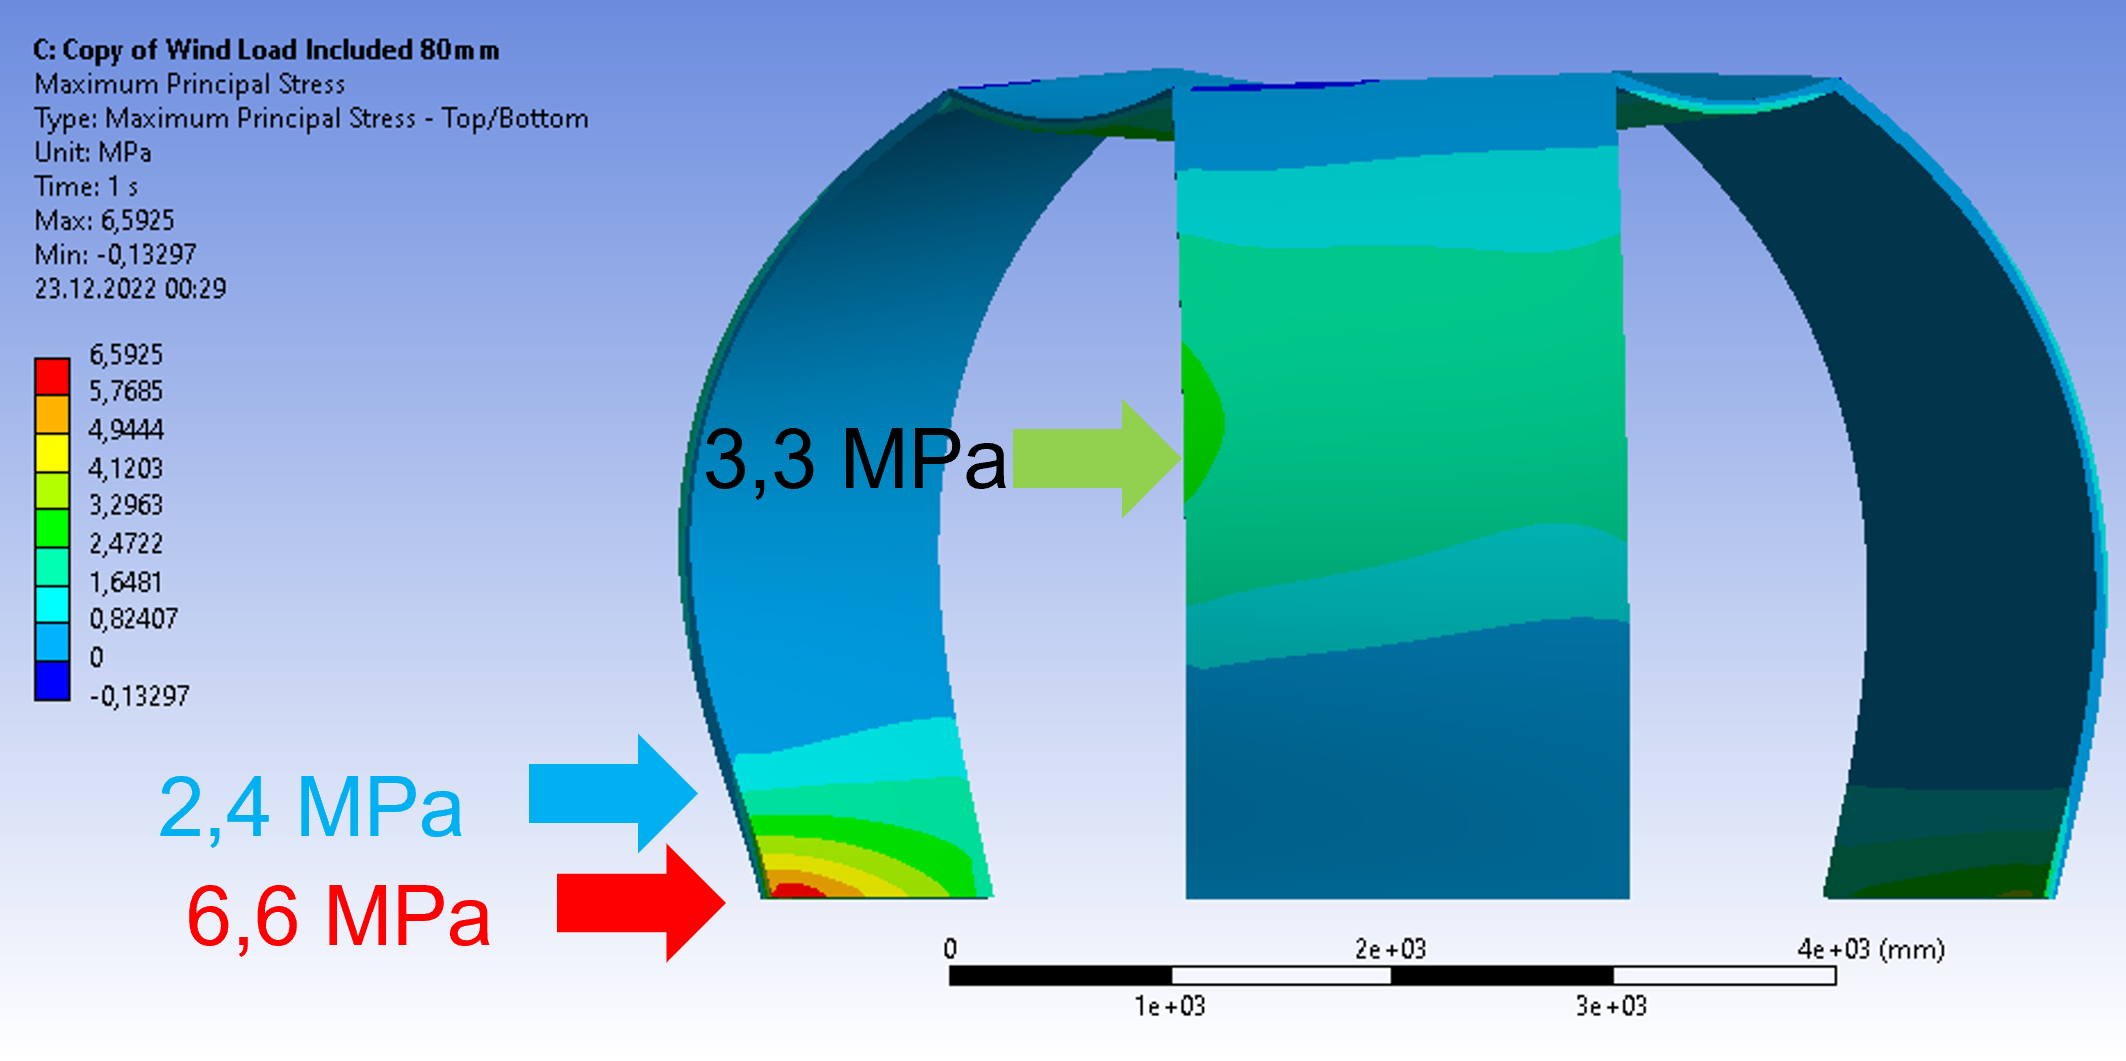 C: Copy of Wind Load Included 80mm
Maximum Principal Stress
Type: Maximum Principal Stress - Top/Bottom
Unit: MPa
Time: 1 s
Max: 6,5925
Min: -0,13297
23.12.2022 00:29
6,5925
5,7685
4,9444
4,1203
3,2963
2,4722
1,6481
0,82407
0
-0,13297
3,3 MPa
2,4 MPa
6,6 MPa
0 2e+03 4e+03 (mm)
1e+03 3e+03